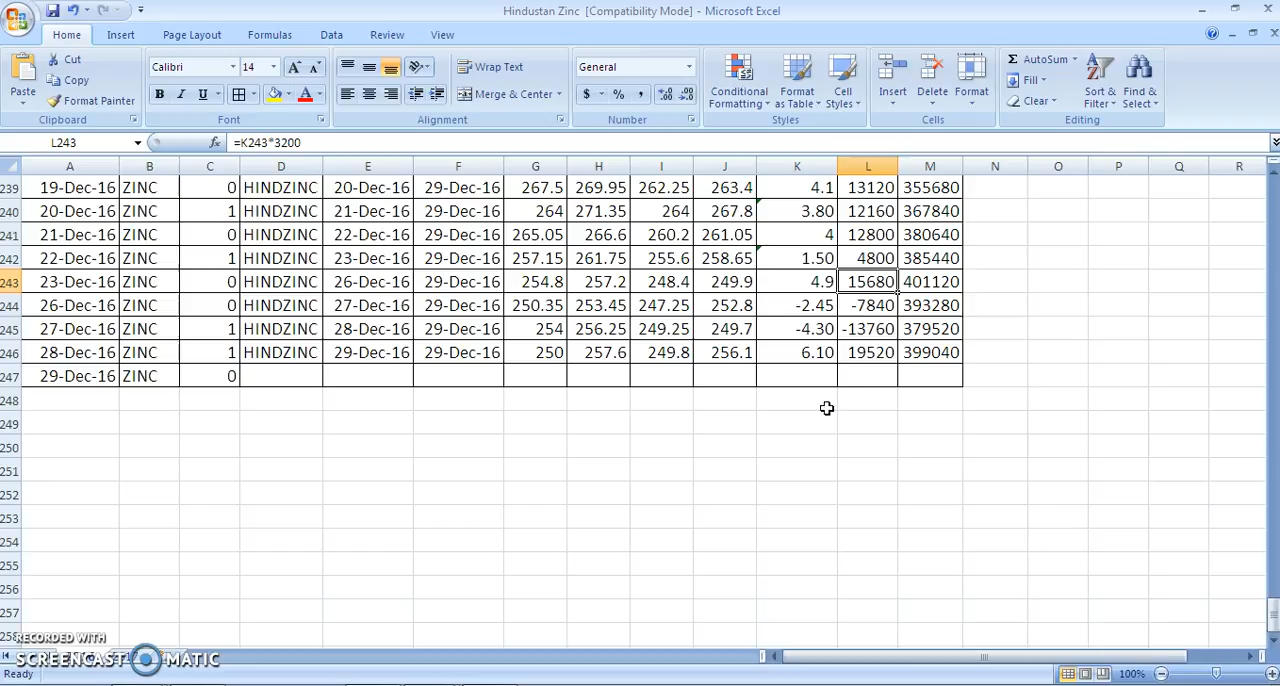 Hindustan Zinc [Compatibility Mode] - Microsoft Excel
Home Insert Page Layout Formulas Data Review View
Paste Cut Copy Format Painter Clipboard
Calibri 14 A A B I U A Font
Wrap Text Merge & Center Alignment
General $ % , .0 .00 .00 .0 Number
Conditional Formatting Format as Table Cell Styles Styles
Insert Delete Format Cells
Σ AutoSum Fill Clear Sort & Filter Find & Select Editing
L243 fx =K243*3200
A B C D E F G H I J K L M N O P Q R
239 19-Dec-16 ZINC 0 HINDZINC 20-Dec-16 29-Dec-16 267.5 269.95 262.25 263.4 4.1 13120 355680
240 20-Dec-16 ZINC 1 HINDZINC 21-Dec-16 29-Dec-16 264 271.35 264 267.8 3.80 12160 367840
241 21-Dec-16 ZINC 0 HINDZINC 22-Dec-16 29-Dec-16 265.05 266.6 260.2 261.05 4 12800 380640
242 22-Dec-16 ZINC 1 HINDZINC 23-Dec-16 29-Dec-16 257.15 261.75 255.6 258.65 1.50 4800 385440
243 23-Dec-16 ZINC 0 HINDZINC 26-Dec-16 29-Dec-16 254.8 257.2 248.4 249.9 4.9 15680 401120
244 26-Dec-16 ZINC 0 HINDZINC 27-Dec-16 29-Dec-16 250.35 253.45 247.25 252.8 -2.45 -7840 393280
245 27-Dec-16 ZINC 1 HINDZINC 28-Dec-16 29-Dec-16 254 256.25 249.25 249.7 -4.30 -13760 379520
246 28-Dec-16 ZINC 1 HINDZINC 29-Dec-16 29-Dec-16 250 257.6 249.8 256.1 6.10 19520 399040
247 29-Dec-16 ZINC 0
248
249
250
251
252
253
254
255
256
257
258
RECORDED WITH
SCREENCAST MATIC
Ready 100%